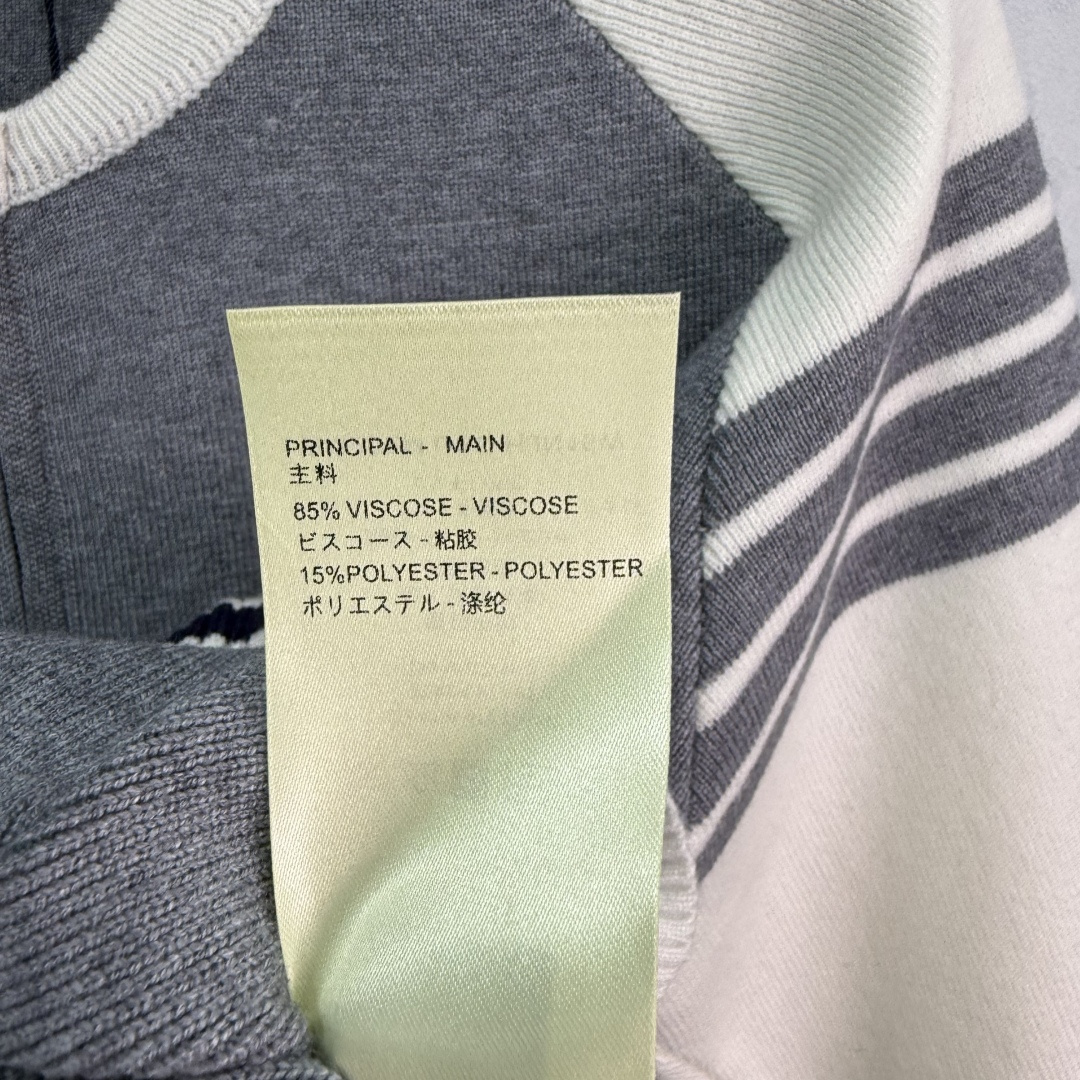 PRINCIPAL - MAIN
主料
85% VISCOSE - VISCOSE
ビスコース - 粘胶
15%POLYESTER - POLYESTER
ポリエステル - 涤纶